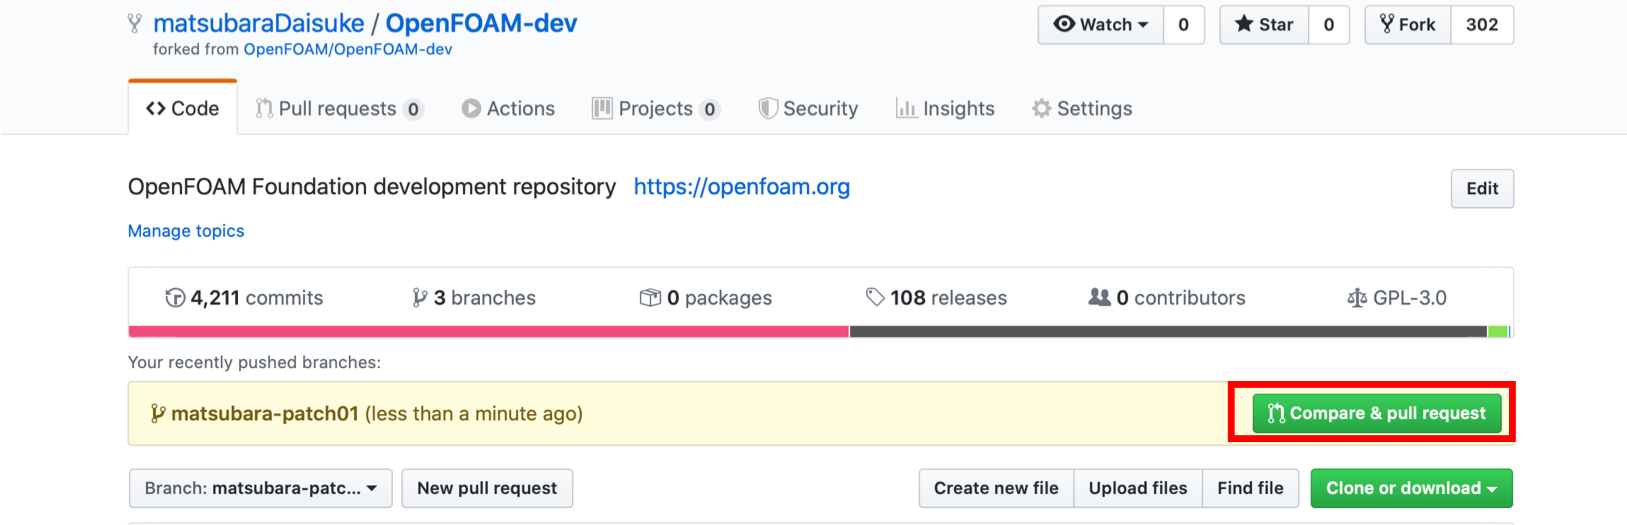 matsubaraDaisuke / OpenFOAM-dev
Watch 0 Star 0 Fork 302
forked from OpenFOAM/OpenFOAM-dev
Code Pull requests 0 Actions Projects 0 Security Insights Settings
OpenFOAM Foundation development repository https://openfoam.org Edit
Manage topics
4,211 commits 3 branches 0 packages 108 releases 0 contributors GPL-3.0
Your recently pushed branches:
matsubara-patch01 (less than a minute ago) Compare & pull request
Branch: matsubara-patc... New pull request Create new file Upload files Find file Clone or download